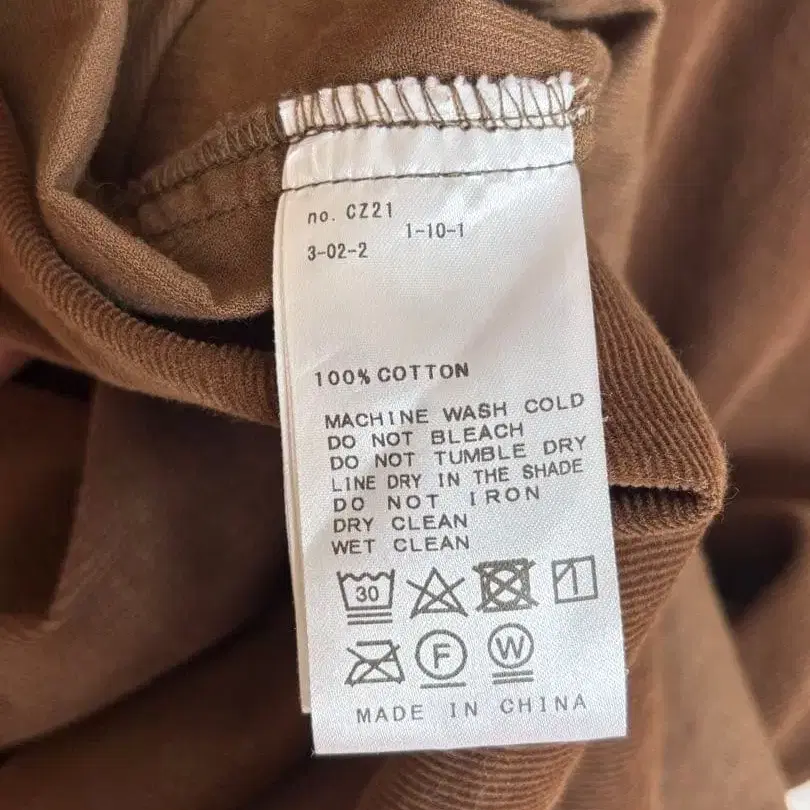 no. CZ21
1-10-1
3-02-2
100% COTTON
MACHINE WASH COLD
DO NOT BLEACH
DO NOT TUMBLE DRY
LINE DRY IN THE SHADE
DO NOT IRON
DRY CLEAN
WET CLEAN
30
F W
MADE IN CHINA